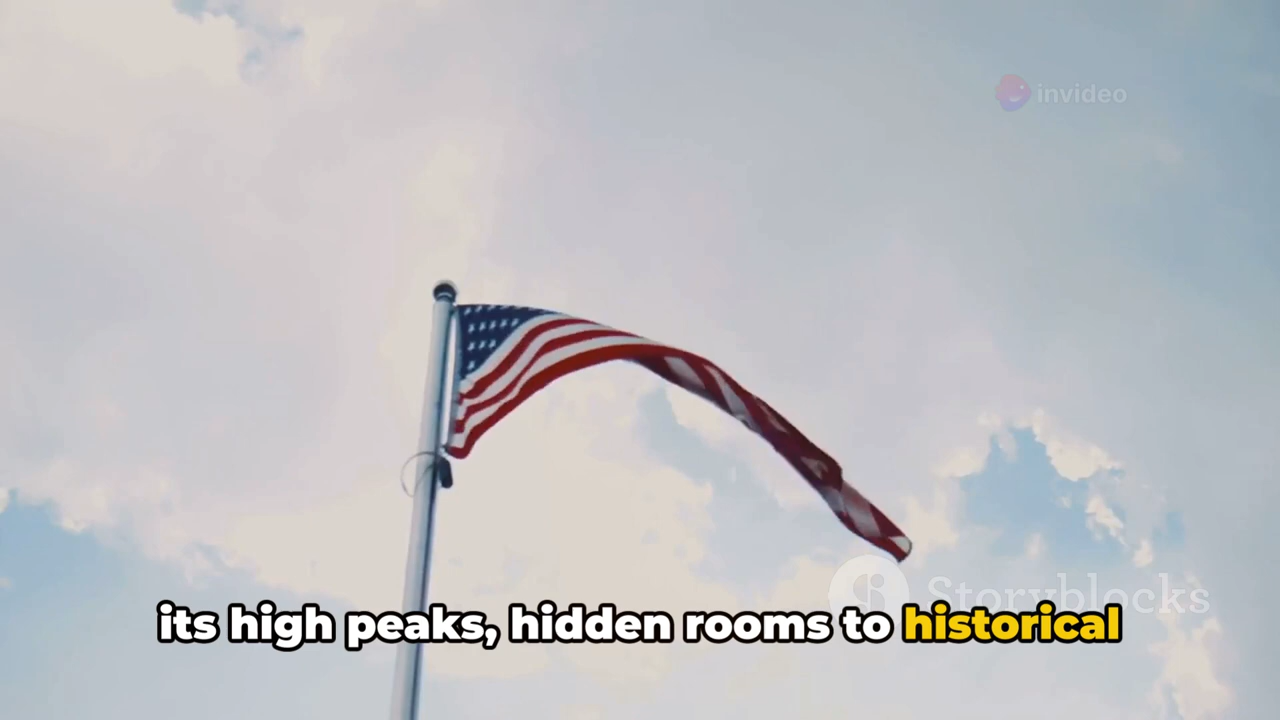 invideo
Storyblocks
its high peaks, hidden rooms to historical